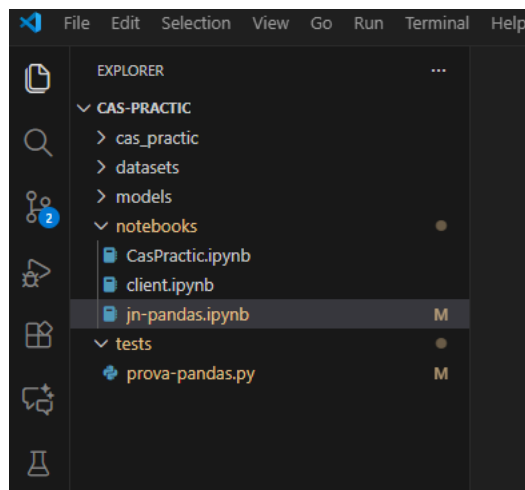 File Edit Selection View Go Run Terminal Help
EXPLORER ...
CAS-PRACTIC
cas_practic
datasets
models
2
notebooks
CasPractic.ipynb
client.ipynb
jn-pandas.ipynb M
tests
prova-pandas.py M